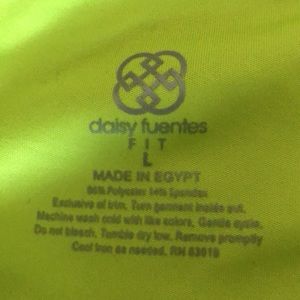 daisy fuentes
FIT
L
MADE IN EGYPT
86% Polyester 14% Spandex
Exclusive of trim. Turn garment inside out.
Machine wash cold with like colors. Gentle cycle.
Do not bleach. Tumble dry low. Remove promptly
Cool iron as needed. RN 83019